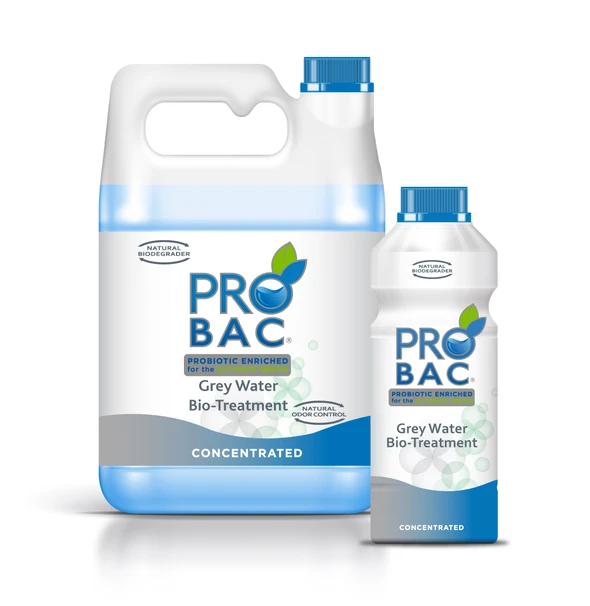 NATURAL
BIODEGRADER
PRO
BAC®
PROBIOTIC ENRICHED
for the
Grey Water
Bio-Treatment
NATURAL
ODOR CONTROL
CONCENTRATED
NATURAL
BIODEGRADER
PRO
BAC®
PROBIOTIC ENRICHED
for the
Grey Water
Bio-Treatment
CONCENTRATED